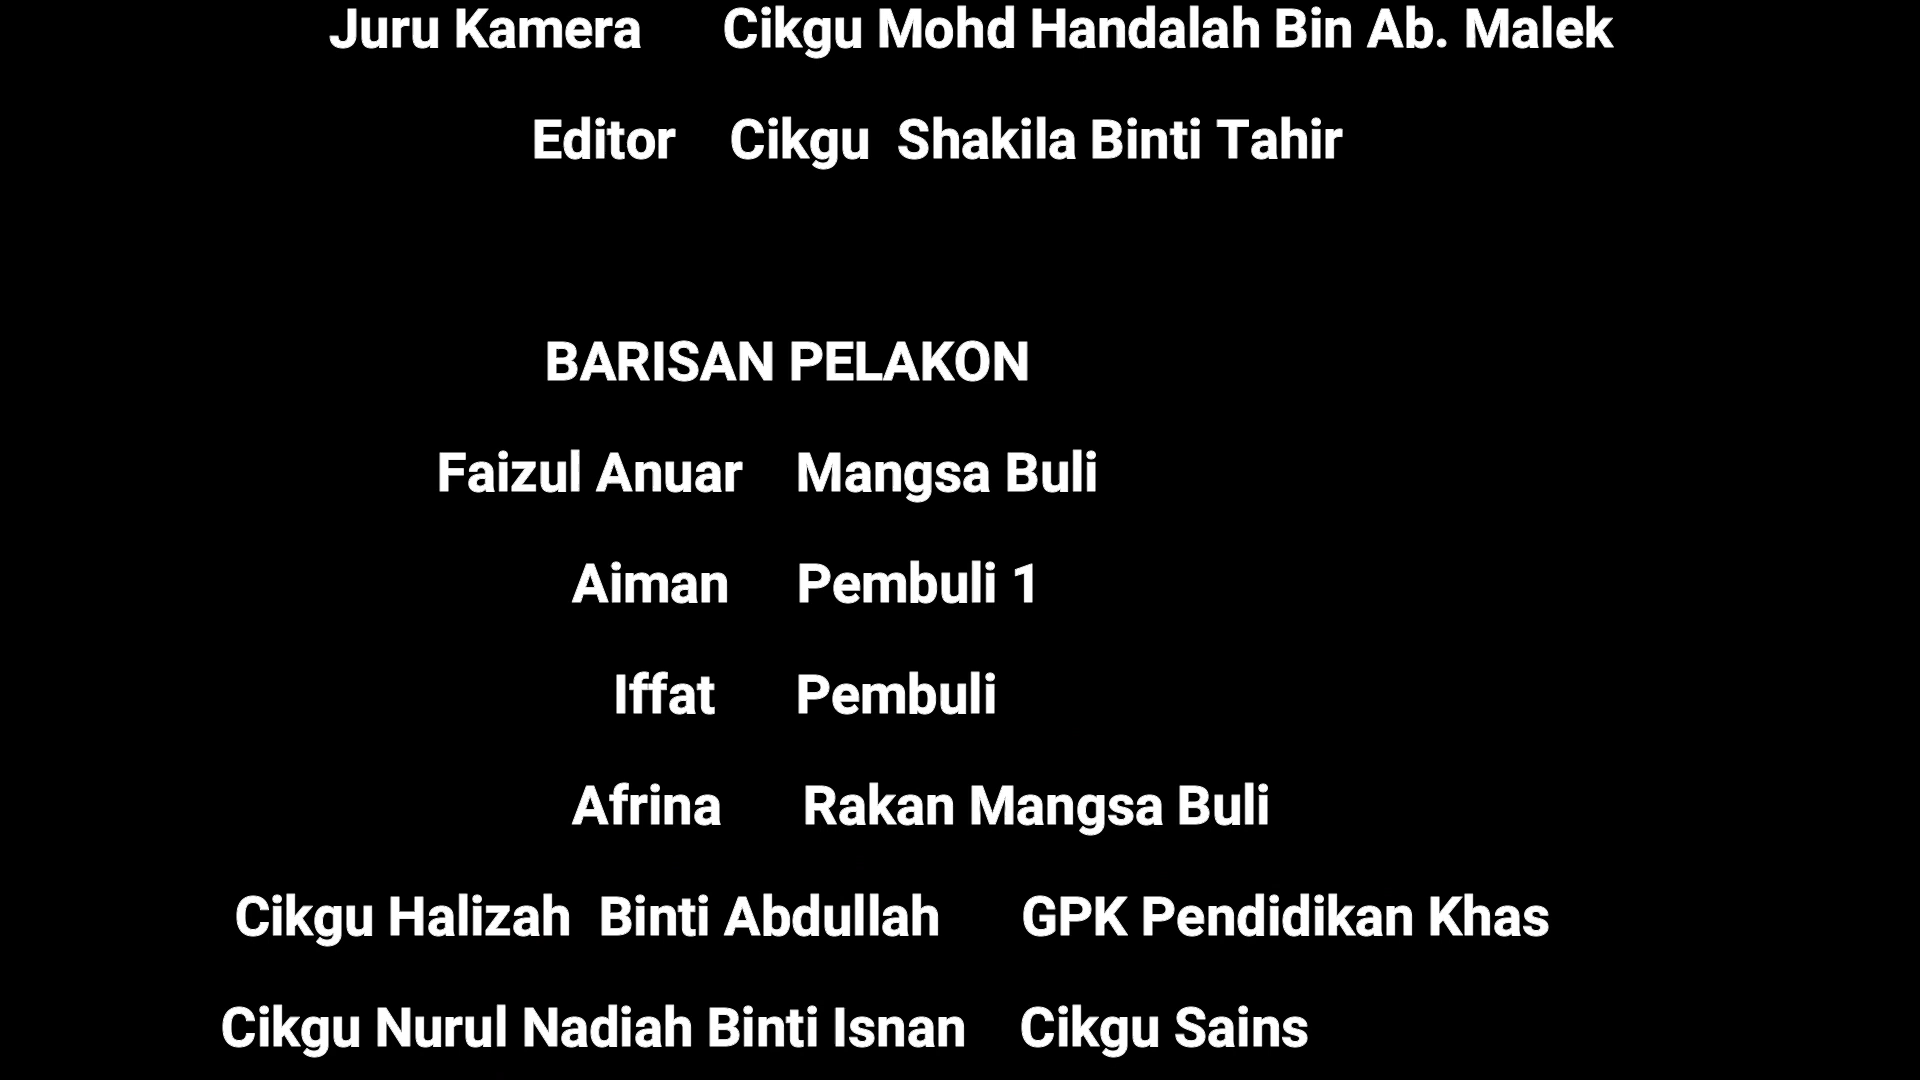 Juru Kamera Cikgu Mohd Handalah Bin Ab. Malek
Editor Cikgu Shakila Binti Tahir
BARISAN PELAKON
Faizul Anuar Mangsa Buli
Aiman Pembuli 1
Iffat Pembuli
Afrina Rakan Mangsa Buli
Cikgu Halizah Binti Abdullah GPK Pendidikan Khas
Cikgu Nurul Nadiah Binti Isnan Cikgu Sains